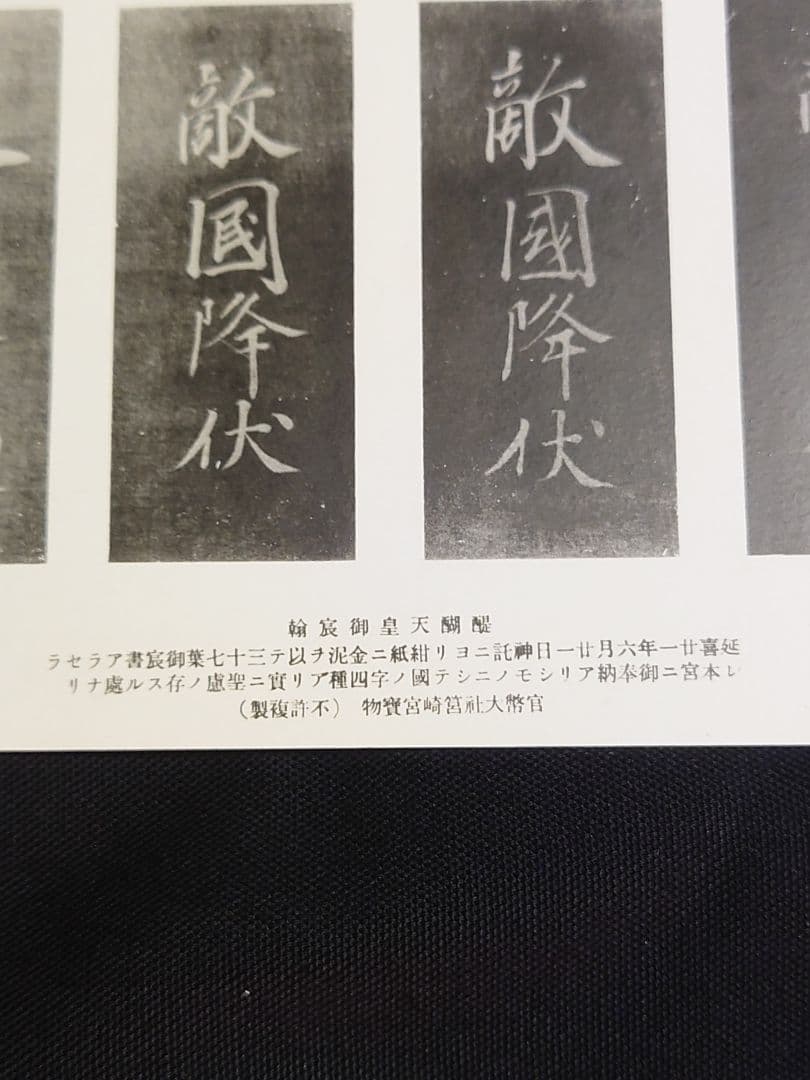 敵國降伏
敵囻降伏
醍醐天皇御宸翰
延喜廿一年六月廿一日神託ニヨリ紺紙ニ金泥ヲ以テ三十七葉御宸書アラセラ
レ本宮ニ御奉納アリシモノニシテ國ノ字四種アリ實ニ聖慮ノ存スル處ナリ
官幣大社筥崎宮寶物 (不許複製)